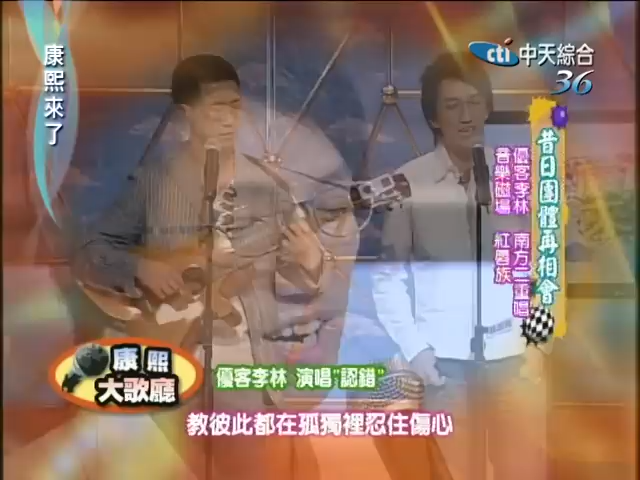 康熙來了
cti 中天綜合
36
昔日團體再相會
優客李林 南方二重唱
音樂磁場 紅唇族
康熙
大歌廳
優客李林 演唱"認錯"
教彼此都在孤獨裡忍住傷心